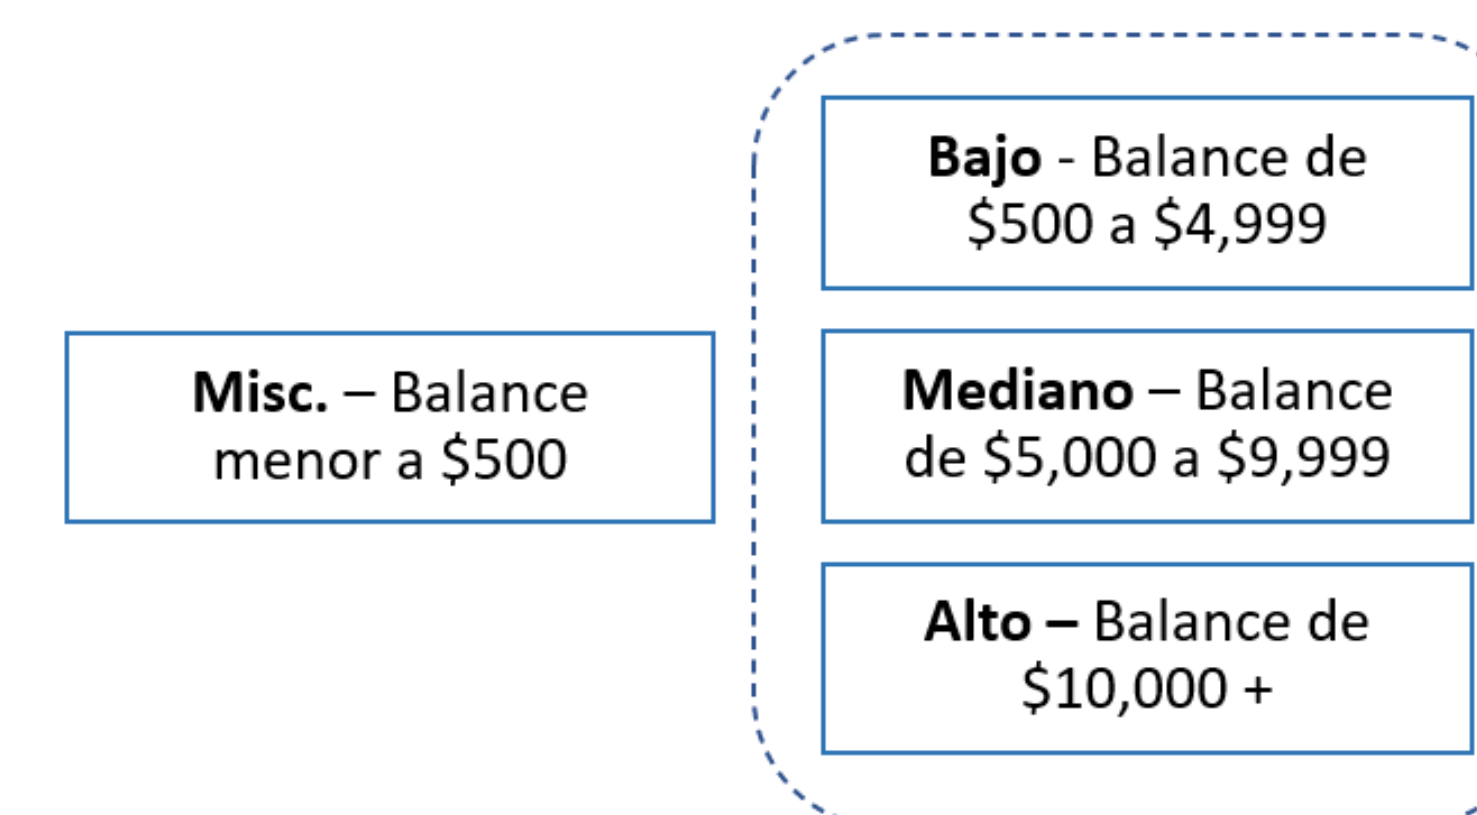 Misc. – Balance
menor a $500
Bajo - Balance de
$500 a $4,999
Mediano – Balance
de $5,000 a $9,999
Alto – Balance de
$10,000 +